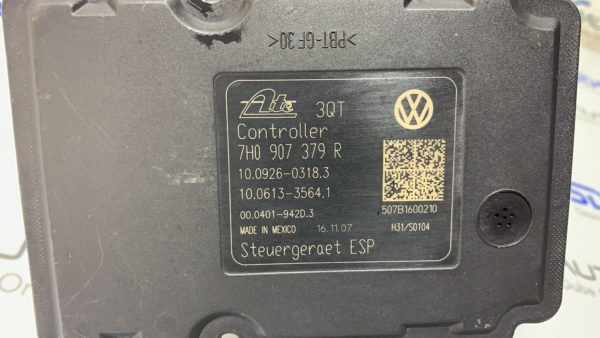 >PBT-GF30<
Ate 3QT
Controller
7H0 907 379 R
10.0926-0318.3
10.0613-3564.1
00.0401-942D.3 507B1600210
MADE IN MEXICO 16.11.07 H31/S0104
Steuergeraet ESP